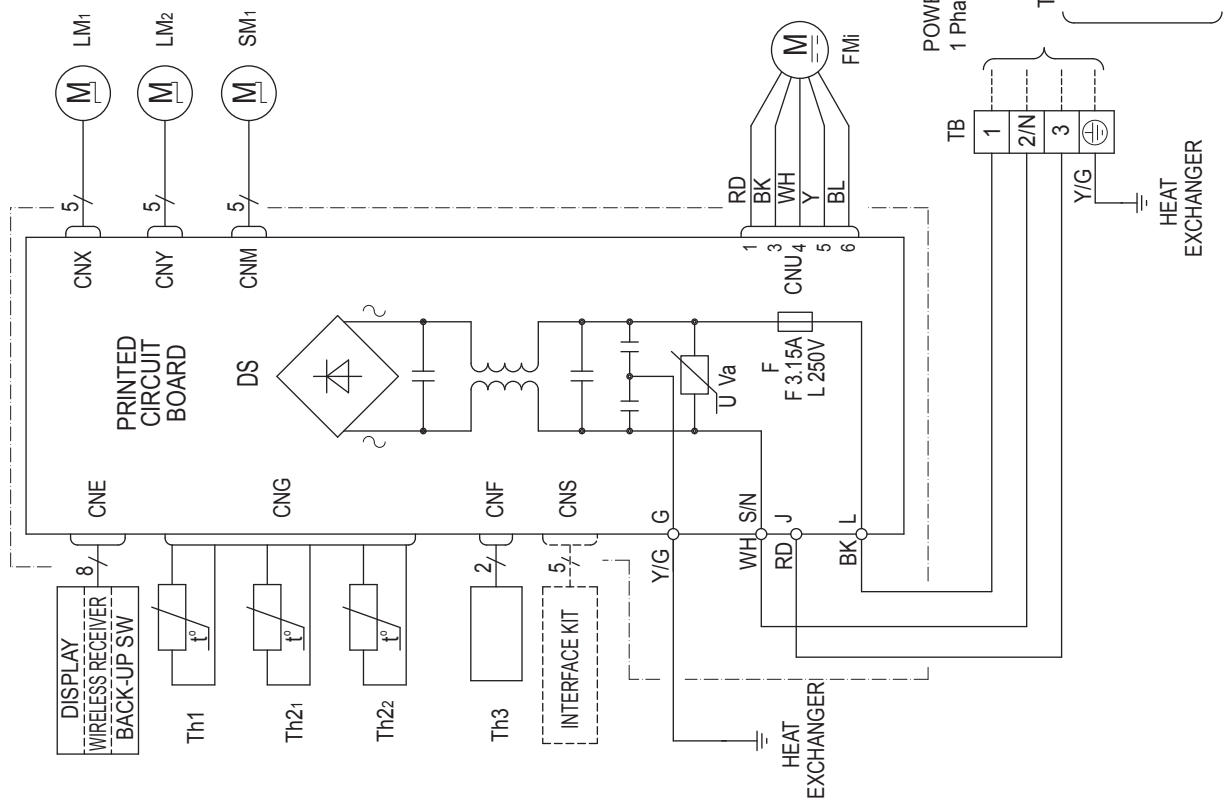 LM1
LM2
SM1
M
M
M
5
5
5
CNX
CNY
CNM
PRINTED
CIRCUIT
BOARD
DS
CNE
CNG
CNF
CNS
8
2
5
DISPLAY
WIRELESS RECEIVER
BACK-UP SW
Th1
t°
Th21
t°
Th22
t°
Th3
INTERFACE KIT
M
FMi
RD
BK
WH
Y
BL
1
3
4
5
6
CNU
F
F 3.15A
L 250V
U Va
Y/G G
WH S/N
RD J
BK L
HEAT
EXCHANGER
TB
1
2/N
3
Y/G
HEAT
EXCHANGER
POWE
1 Pha
T